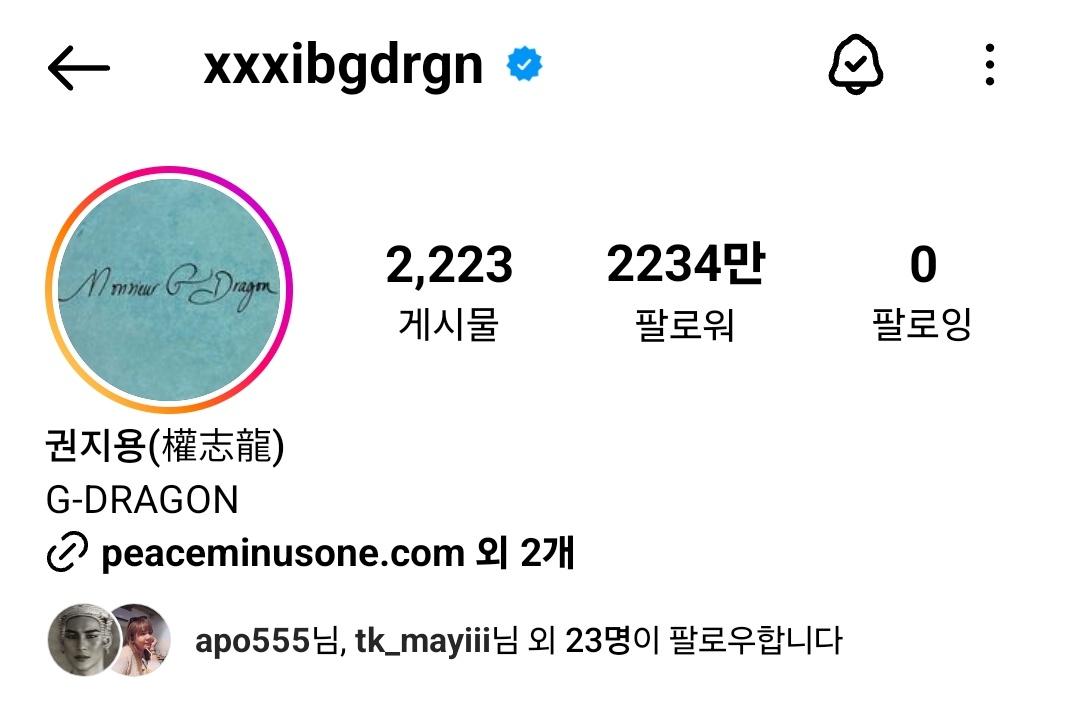 xxxibgdrgn
Monsieur G-Dragon
2,223
게시물
2234만
팔로워
0
팔로잉
권지용(權志龍)
G-DRAGON
peaceminusone.com 외 2개
apo555님, tk_mayiii님 외 23명이 팔로우합니다